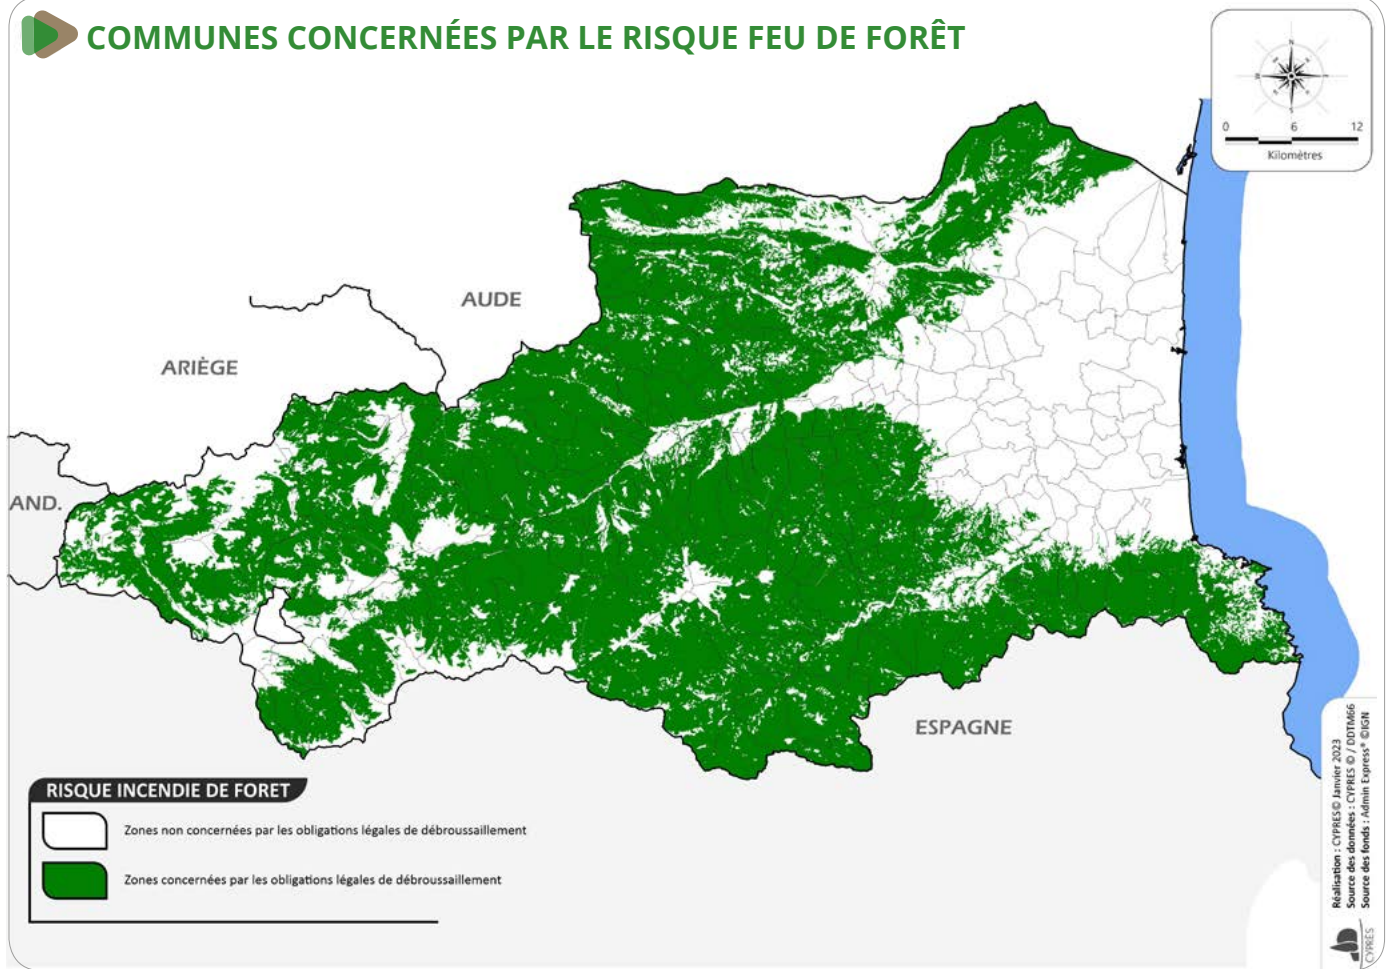 COMMUNES CONCERNÉES PAR LE RISQUE FEU DE FORÊT
N
S
0 6 12
Kilomètres
AUDE
ARIÈGE
AND.
ESPAGNE
RISQUE INCENDIE DE FORET
Zones non concernées par les obligations légales de débroussaillement
Zones concernées par les obligations légales de débroussaillement
Réalisation : CYPRES© Janvier 2023
Source des données : CYPRES © / DDTM66
Source des fonds : Admin Express® ©IGN
CYPRÈS